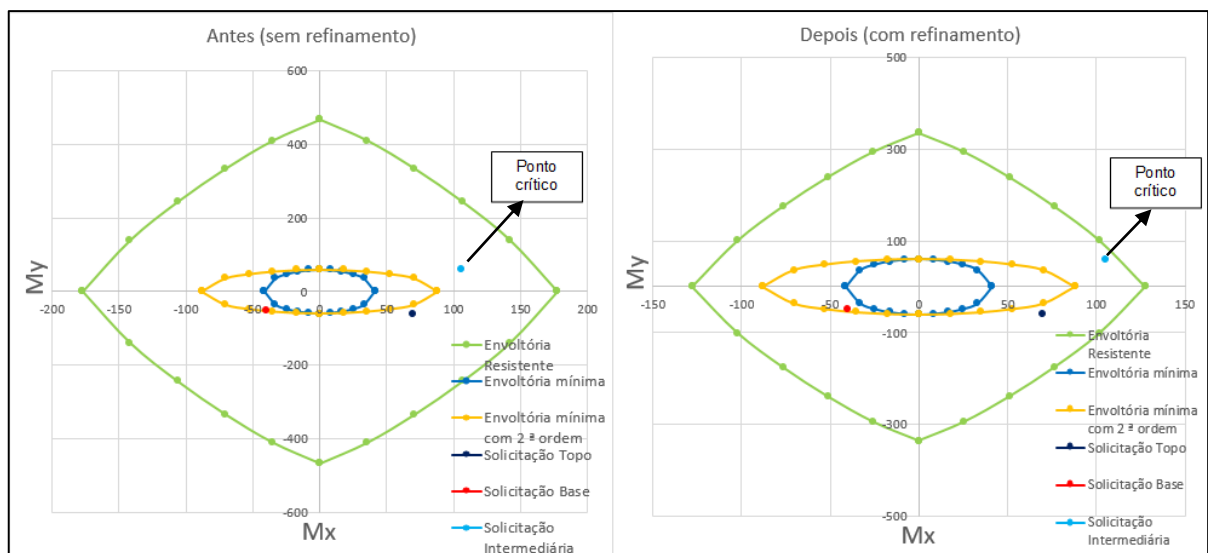 Antes (sem refinamento)
600
400
200
0
-200
-400
-600
-200
-150
-100
-50
0
50
100
150
200
My
Mx
Ponto
crítico
Envoltória
Resistente
Envoltória mínima
Envoltória mínima
com 2 ª ordem
Solicitação Topo
Solicitação Base
Solicitação
Intermediária
Depois (com refinamento)
500
300
100
-100
-300
-500
-150
-100
-50
0
50
100
150
My
Mx
Ponto
crítico
Envoltória
Resistente
Envoltória mínima
Envoltória mínima
com 2 ª ordem
Solicitação Topo
Solicitação Base
Solicitação
Intermediária